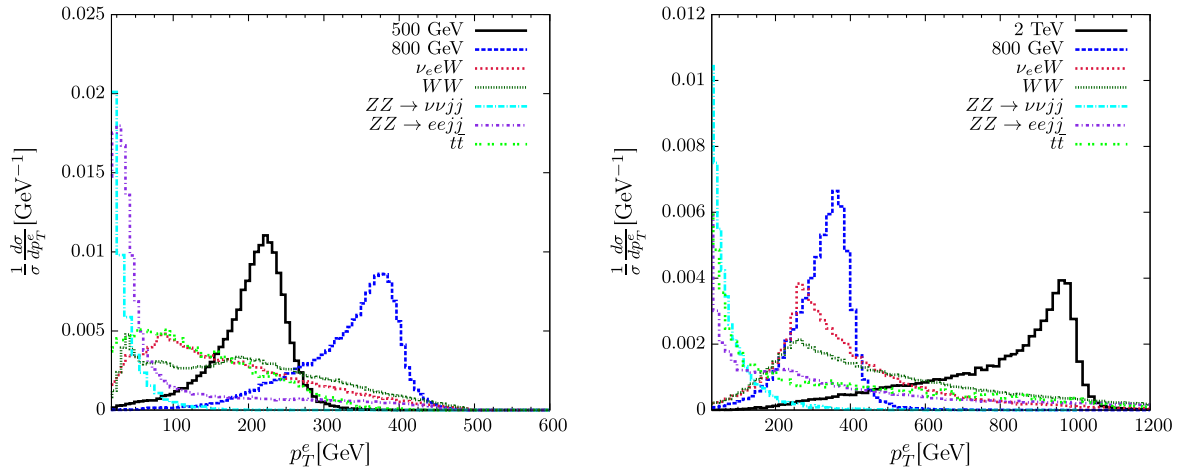 0.025
0.02
0.015
0.01
0.005
0
100 200 300 400 500 600
p_T^e [GeV]
1/σ dσ/dp_T^e [GeV⁻¹]
500 GeV
800 GeV
ν_e e W
WW
ZZ → ννjj
ZZ → eejj
tt̅
0.012
0.01
0.008
0.006
0.004
0.002
0
200 400 600 800 1000 1200
p_T^e [GeV]
1/σ dσ/dp_T^e [GeV⁻¹]
2 TeV
800 GeV
ν_e e W
WW
ZZ → ννjj
ZZ → eejj
tt̅